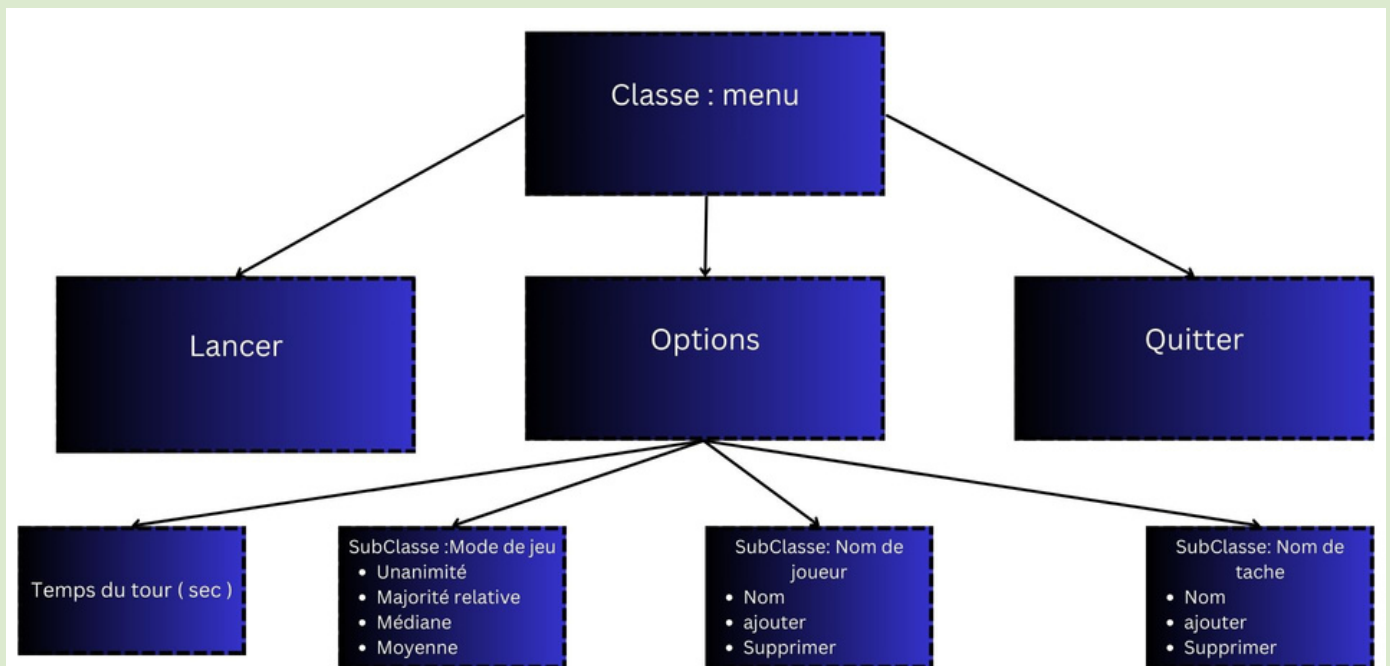 Classe : menu
Lancer
Options
Quitter
Temps du tour ( sec )
SubClasse :Mode de jeu
• Unanimité
• Majorité relative
• Médiane
• Moyenne
SubClasse: Nom de
joueur
• Nom
• ajouter
• Supprimer
SubClasse: Nom de
tache
• Nom
• ajouter
• Supprimer